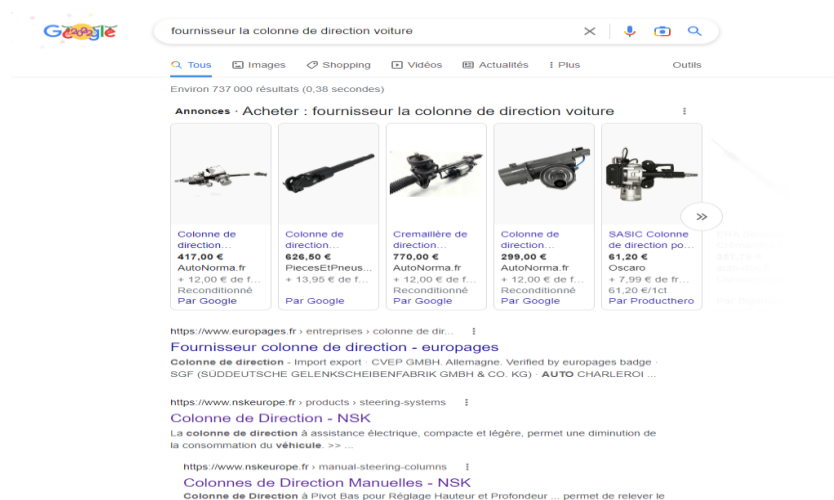 Google
fournisseur la colonne de direction voiture
Tous Images Shopping Vidéos Actualités Plus Outils
Environ 737 000 résultats (0,38 secondes)
Annonces · Acheter : fournisseur la colonne de direction voiture
Colonne de
direction...
417,00 €
AutoNorma.fr
+ 12,00 € de f...
Reconditionné
Par Google
Colonne de
direction...
626,50 €
PiecesEtPneus...
+ 13,95 € de f...
Par Google
Cremaillère de
direction...
770,00 €
AutoNorma.fr
+ 12,00 € de f...
Reconditionné
Par Google
Colonne de
direction...
299,00 €
AutoNorma.fr
+ 12,00 € de f...
Reconditionné
Par Google
SASIC Colonne
de direction po...
61,20 €
Oscaro
+ 7,99 € de fr...
61,20 €/1ct
Par Producthero
https://www.europages.fr › entreprises › colonne de dir...
Fournisseur colonne de direction - europages
Colonne de direction - Import export · CVEP GMBH. Allemagne. Verified by europages badge ·
SGF (SÜDDEUTSCHE GELENKSCHEIBENFABRIK GMBH & CO. KG) · AUTO CHARLEROI ...
https://www.nskeurope.fr › products › steering-systems
Colonne de Direction - NSK
La colonne de direction à assistance électrique, compacte et légère, permet une diminution de
la consommation du véhicule. >> ...
https://www.nskeurope.fr › manual-steering-columns
Colonnes de Direction Manuelles - NSK
Colonne de Direction à Pivot Bas pour Réglage Hauteur et Profondeur ... permet de relever le